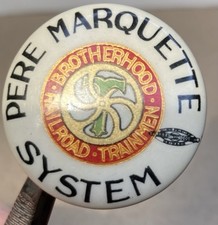 PERE MARQUETTE
BROTHERHOOD
RAILROAD · TRAINMEN
SYSTEM